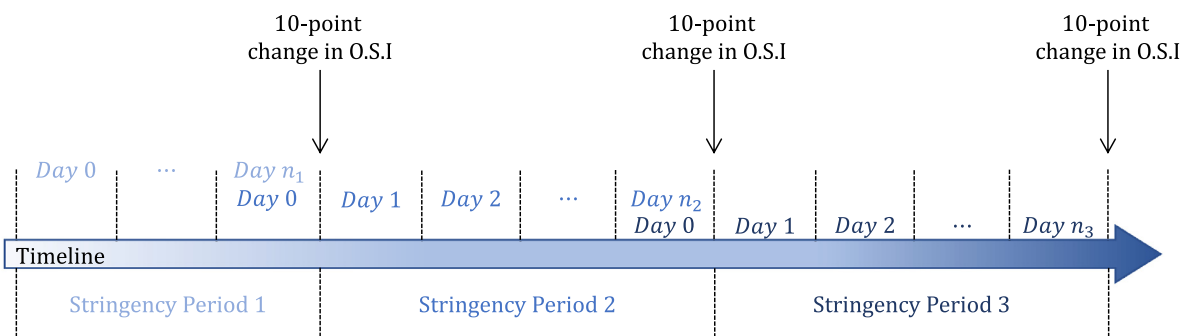 10-point
change in O.S.I
10-point
change in O.S.I
10-point
change in O.S.I
Day 0 ... Day n₁
Day 0 Day 1 Day 2 ... Day n₂
Day 0 Day 1 Day 2 ... Day n₃
Timeline
Stringency Period 1 Stringency Period 2 Stringency Period 3